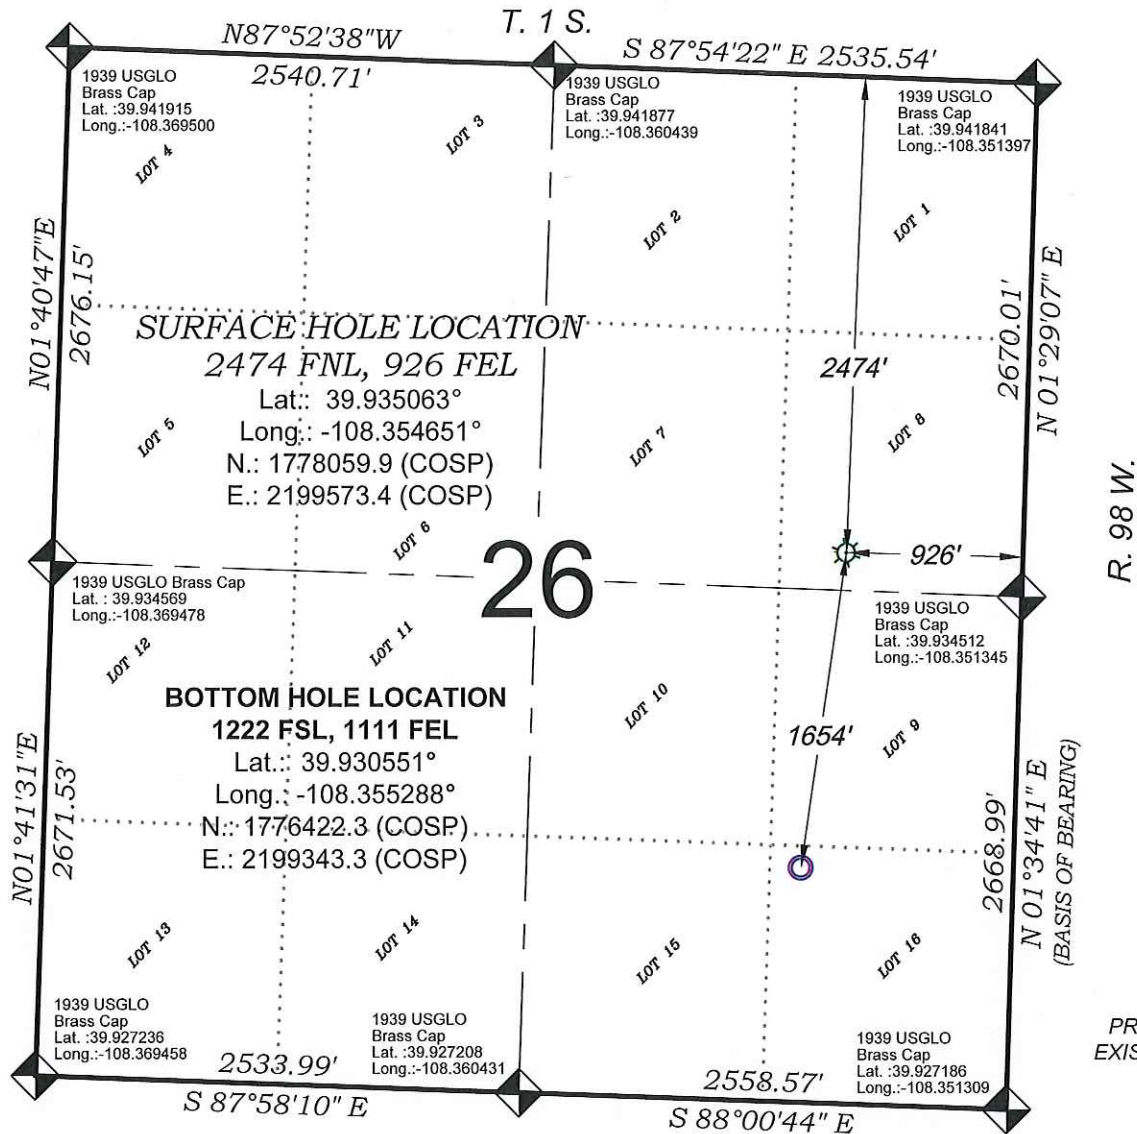 T. 1 S.
N87°52'38"W
2540.71'
S 87°54'22" E 2535.54'
1939 USGLO
Brass Cap
Lat. :39.941915
Long.:-108.369500
1939 USGLO
Brass Cap
Lat. :39.941877
Long.:-108.360439
1939 USGLO
Brass Cap
Lat. :39.941841
Long.:-108.351397
LOT 4
LOT 3
LOT 2
LOT 1
N01°40'47"E
2676.15'
2670.01'
N 01°29'07" E
SURFACE HOLE LOCATION
2474 FNL, 926 FEL
Lat.: 39.935063°
Long.: -108.354651°
N.: 1778059.9 (COSP)
E.: 2199573.4 (COSP)
2474'
LOT 5
LOT 6
LOT 7
LOT 8
R. 98 W.
26
926'
1939 USGLO Brass Cap
Lat. : 39.934569
Long.:-108.369478
1939 USGLO
Brass Cap
Lat. :39.934512
Long.:-108.351345
LOT 12
LOT 11
LOT 10
LOT 9
BOTTOM HOLE LOCATION
1222 FSL, 1111 FEL
Lat.: 39.930551°
Long.: -108.355288°
N.: 1776422.3 (COSP)
E.: 2199343.3 (COSP)
1654'
N01°41'31"E
2671.53'
2668.99'
N 01°34'41" E
(BASIS OF BEARING)
LOT 13
LOT 14
LOT 15
LOT 16
1939 USGLO
Brass Cap
Lat. :39.927236
Long.:-108.369458
1939 USGLO
Brass Cap
Lat. :39.927208
Long.:-108.360431
1939 USGLO
Brass Cap
Lat. :39.927186
Long.:-108.351309
PR
EXIS
2533.99'
S 87°58'10" E
2558.57'
S 88°00'44" E